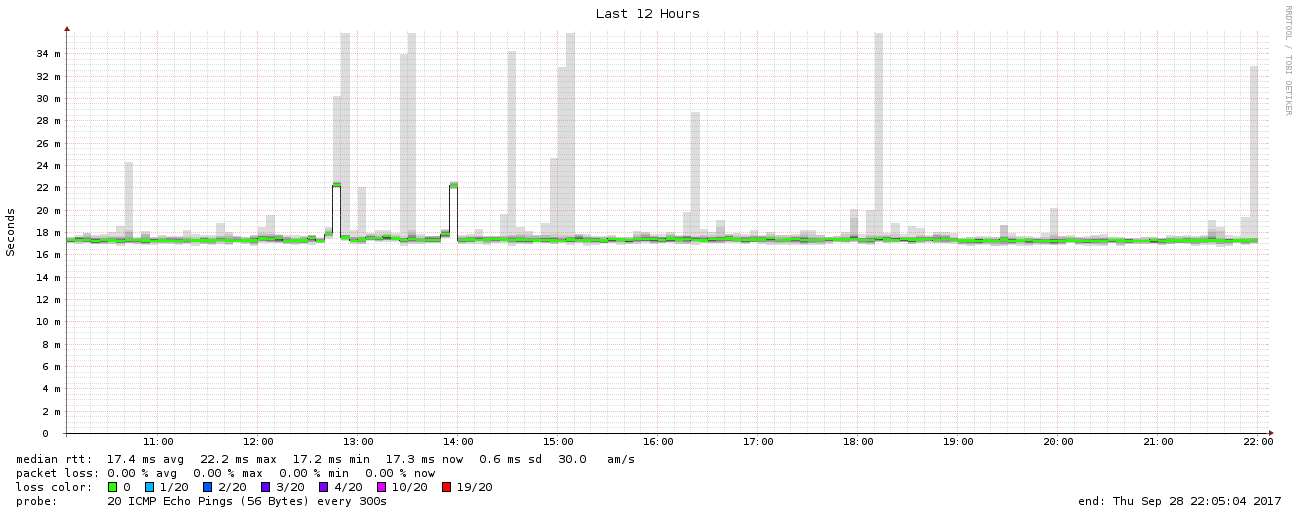 Last 12 Hours
RRDTOOL / TOBI OETIKER
Seconds
34 m
32 m
30 m
28 m
26 m
24 m
22 m
20 m
18 m
16 m
14 m
12 m
10 m
8 m
6 m
4 m
2 m
0
11:00 12:00 13:00 14:00 15:00 16:00 17:00 18:00 19:00 20:00 21:00 22:00
median rtt: 17.4 ms avg 22.2 ms max 17.2 ms min 17.3 ms now 0.6 ms sd 30.0 am/s
packet loss: 0.00 % avg 0.00 % max 0.00 % min 0.00 % now
loss color: 0 1/20 2/20 3/20 4/20 10/20 19/20
probe: 20 ICMP Echo Pings (56 Bytes) every 300s end: Thu Sep 28 22:05:04 2017